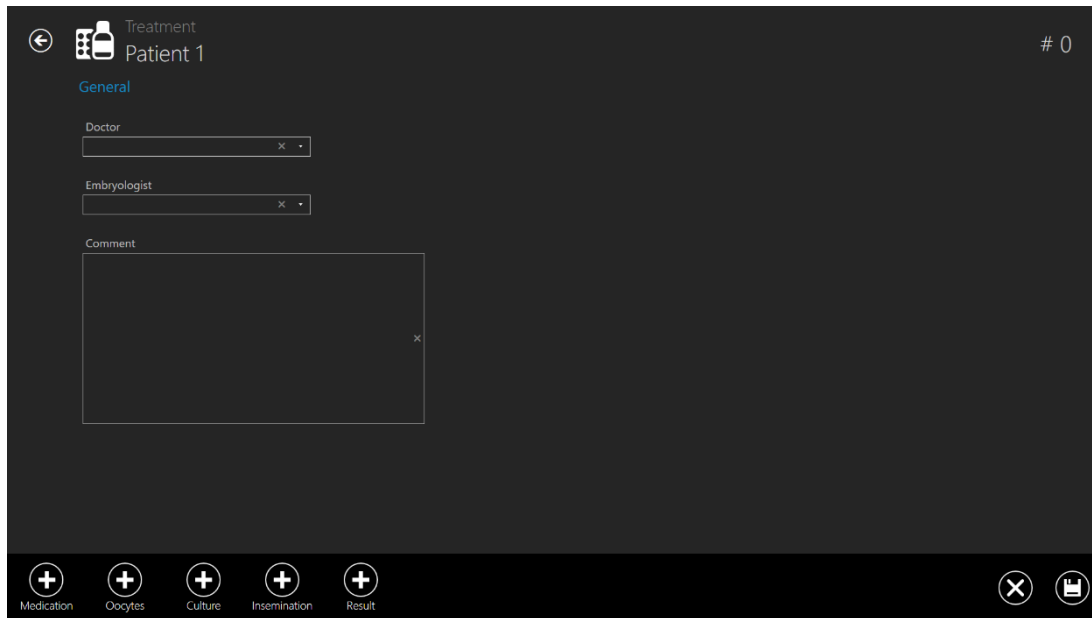 Treatment
Patient 1
# 0
General
Doctor
Embryologist
Comment
Medication
Oocytes
Culture
Insemination
Result